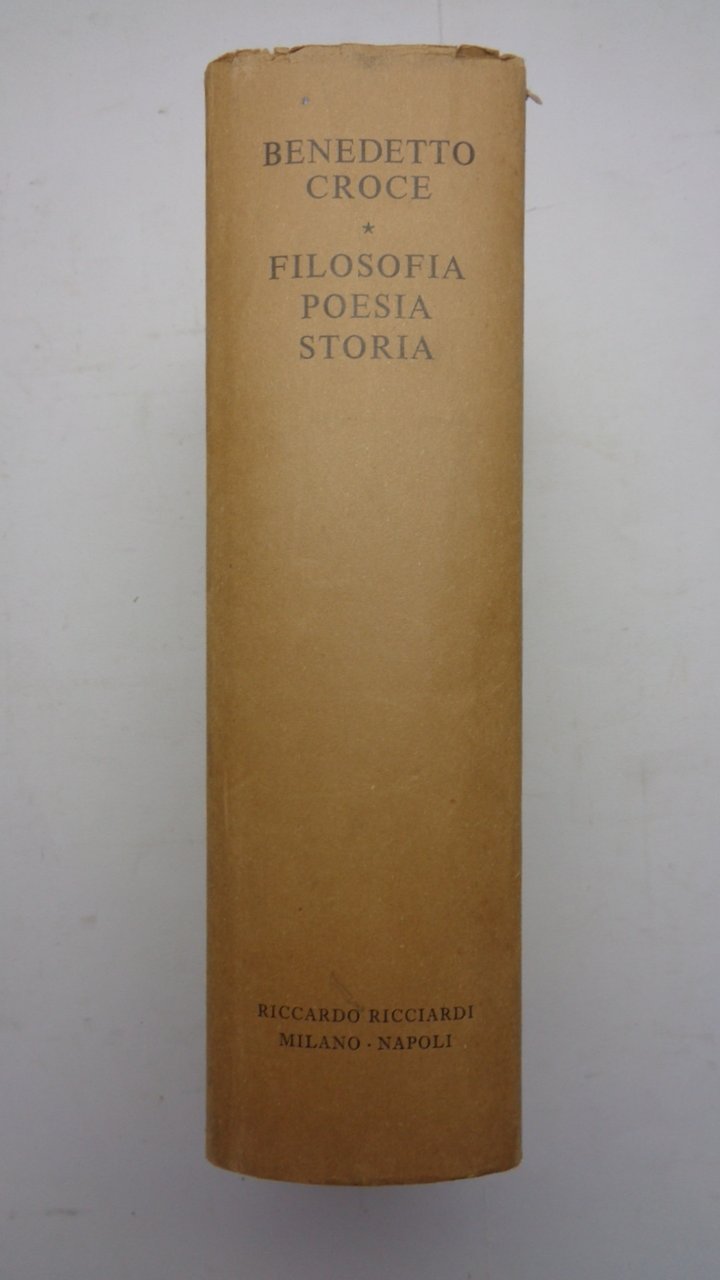 BENEDETTO
CROCE
★
FILOSOFIA
POESIA
STORIA
RICCARDO RICCIARDI
MILANO · NAPOLI